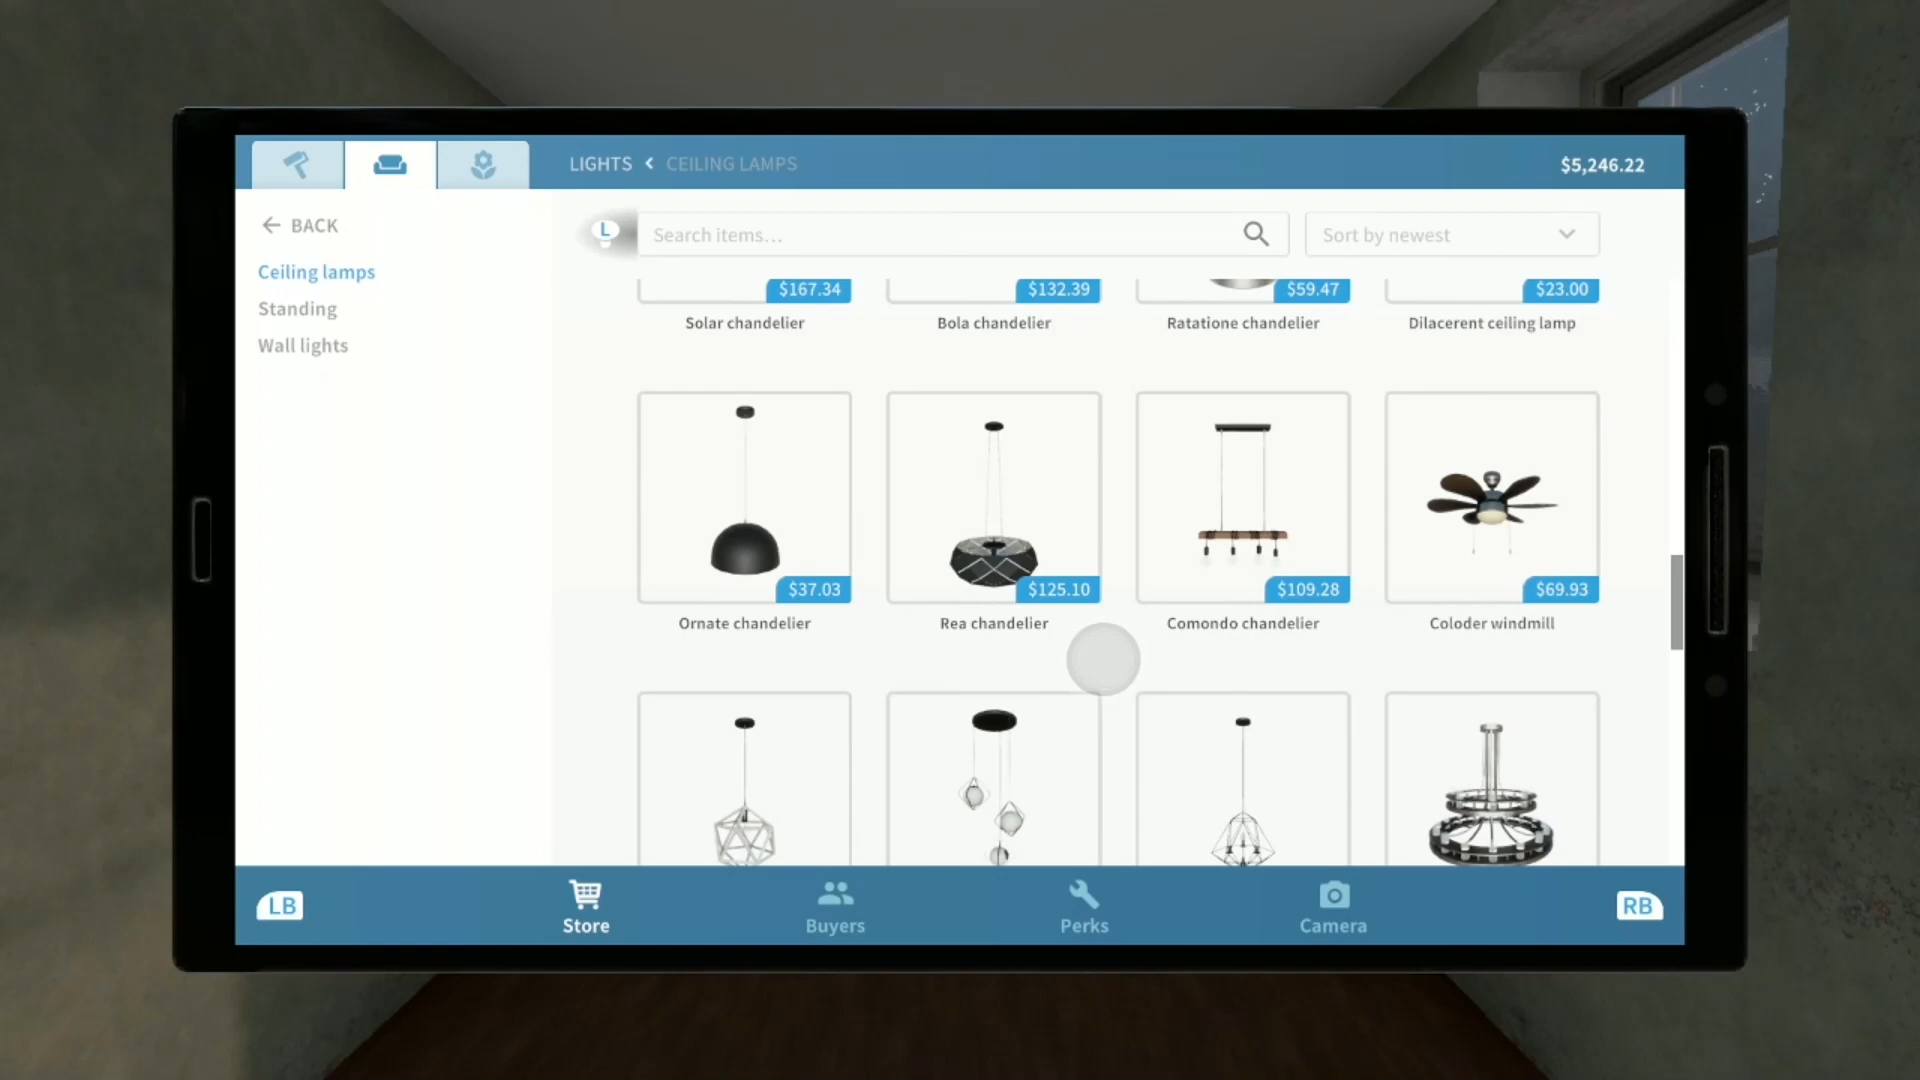 LIGHTS < CEILING LAMPS
$5,246.22
BACK
Ceiling lamps
Standing
Wall lights
L
Search items...
Sort by newest
$167.34
$132.39
$59.47
$23.00
Solar chandelier
Bola chandelier
Ratatione chandelier
Dilacerent ceiling lamp
$37.03
$125.10
$109.28
$69.93
Ornate chandelier
Rea chandelier
Comondo chandelier
Coloder windmill
LB
Store
Buyers
Perks
Camera
RB